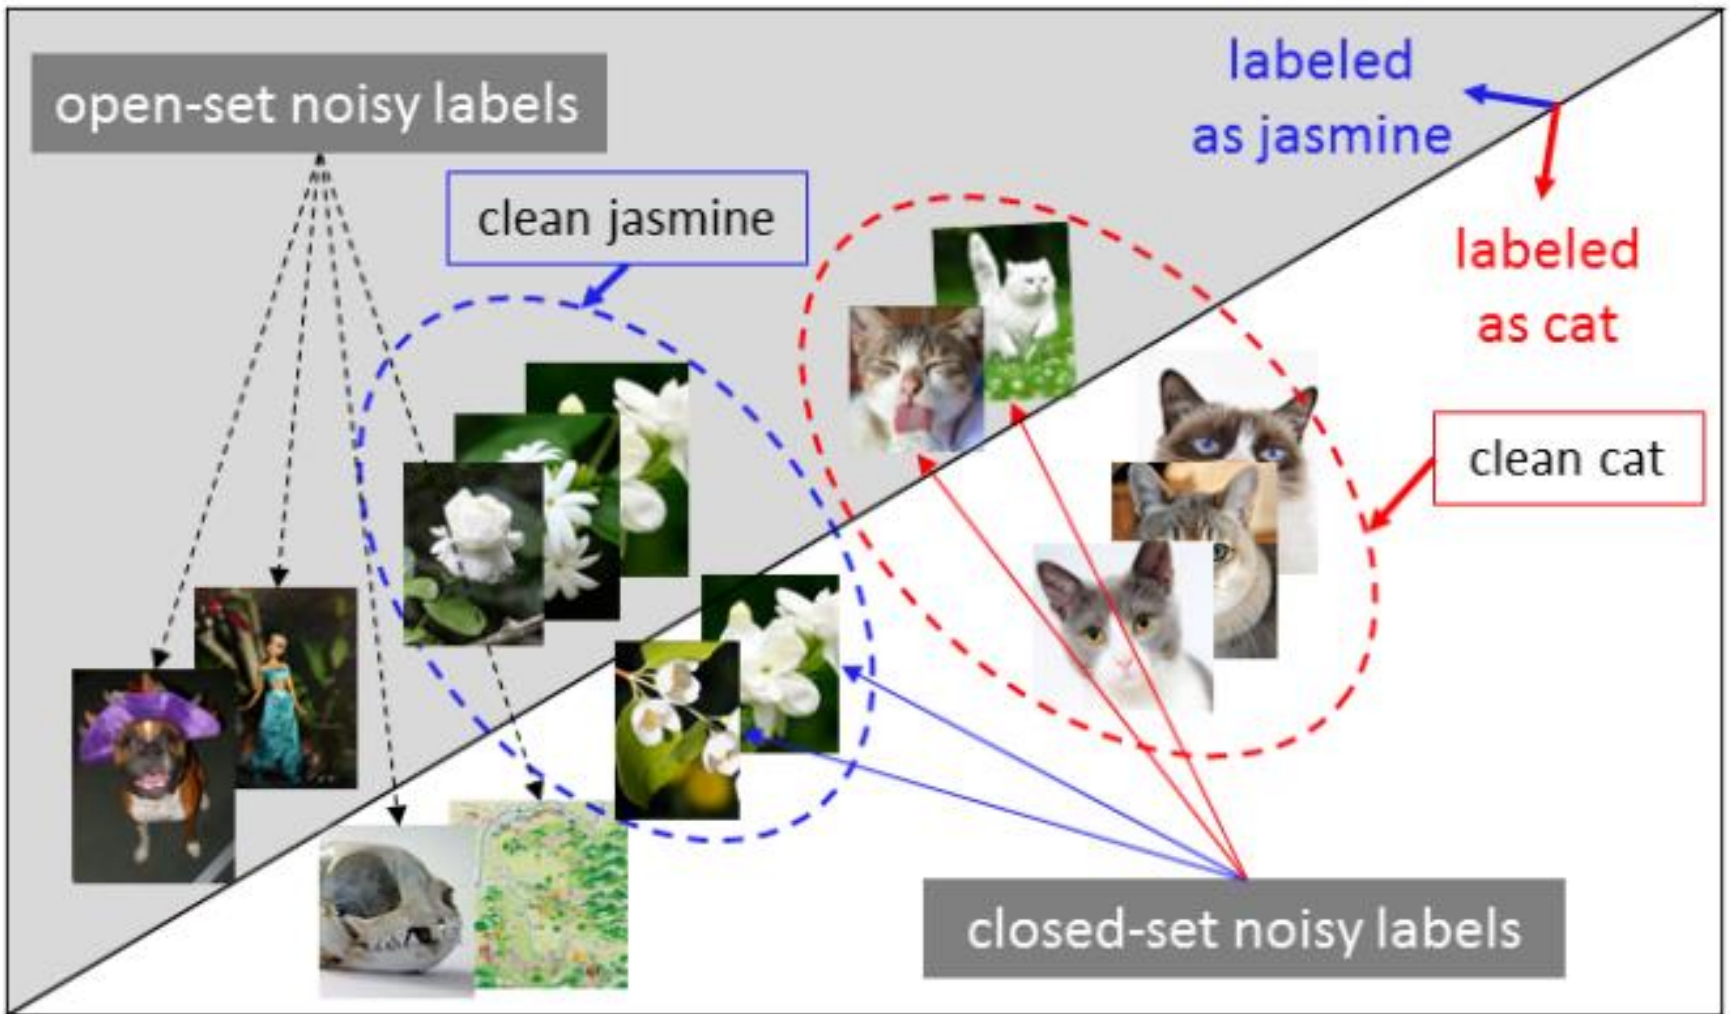 open-set noisy labels
labeled
as jasmine
clean jasmine
labeled
as cat
clean cat
closed-set noisy labels